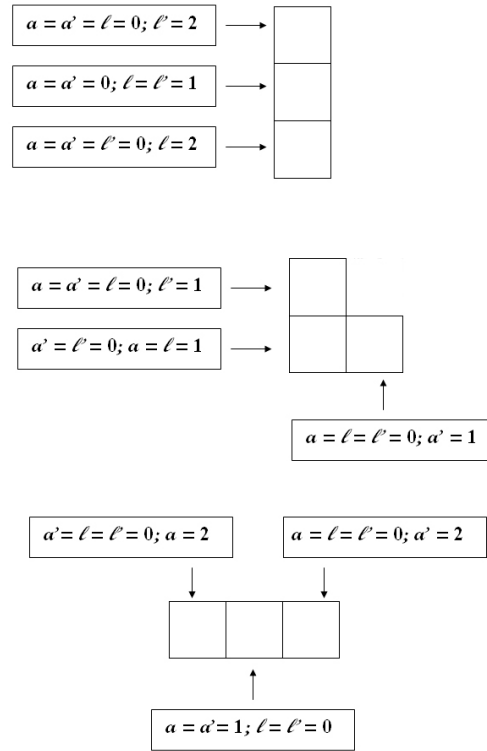 a = a' = ℓ = 0; ℓ' = 2
a = a' = 0; ℓ = ℓ' = 1
a = a' = ℓ' = 0; ℓ = 2
a = a' = ℓ = 0; ℓ' = 1
a' = ℓ' = 0; a = ℓ = 1
a = ℓ = ℓ' = 0; a' = 1
a' = ℓ = ℓ' = 0; a = 2
a = ℓ = ℓ' = 0; a' = 2
a = a' = 1; ℓ = ℓ' = 0